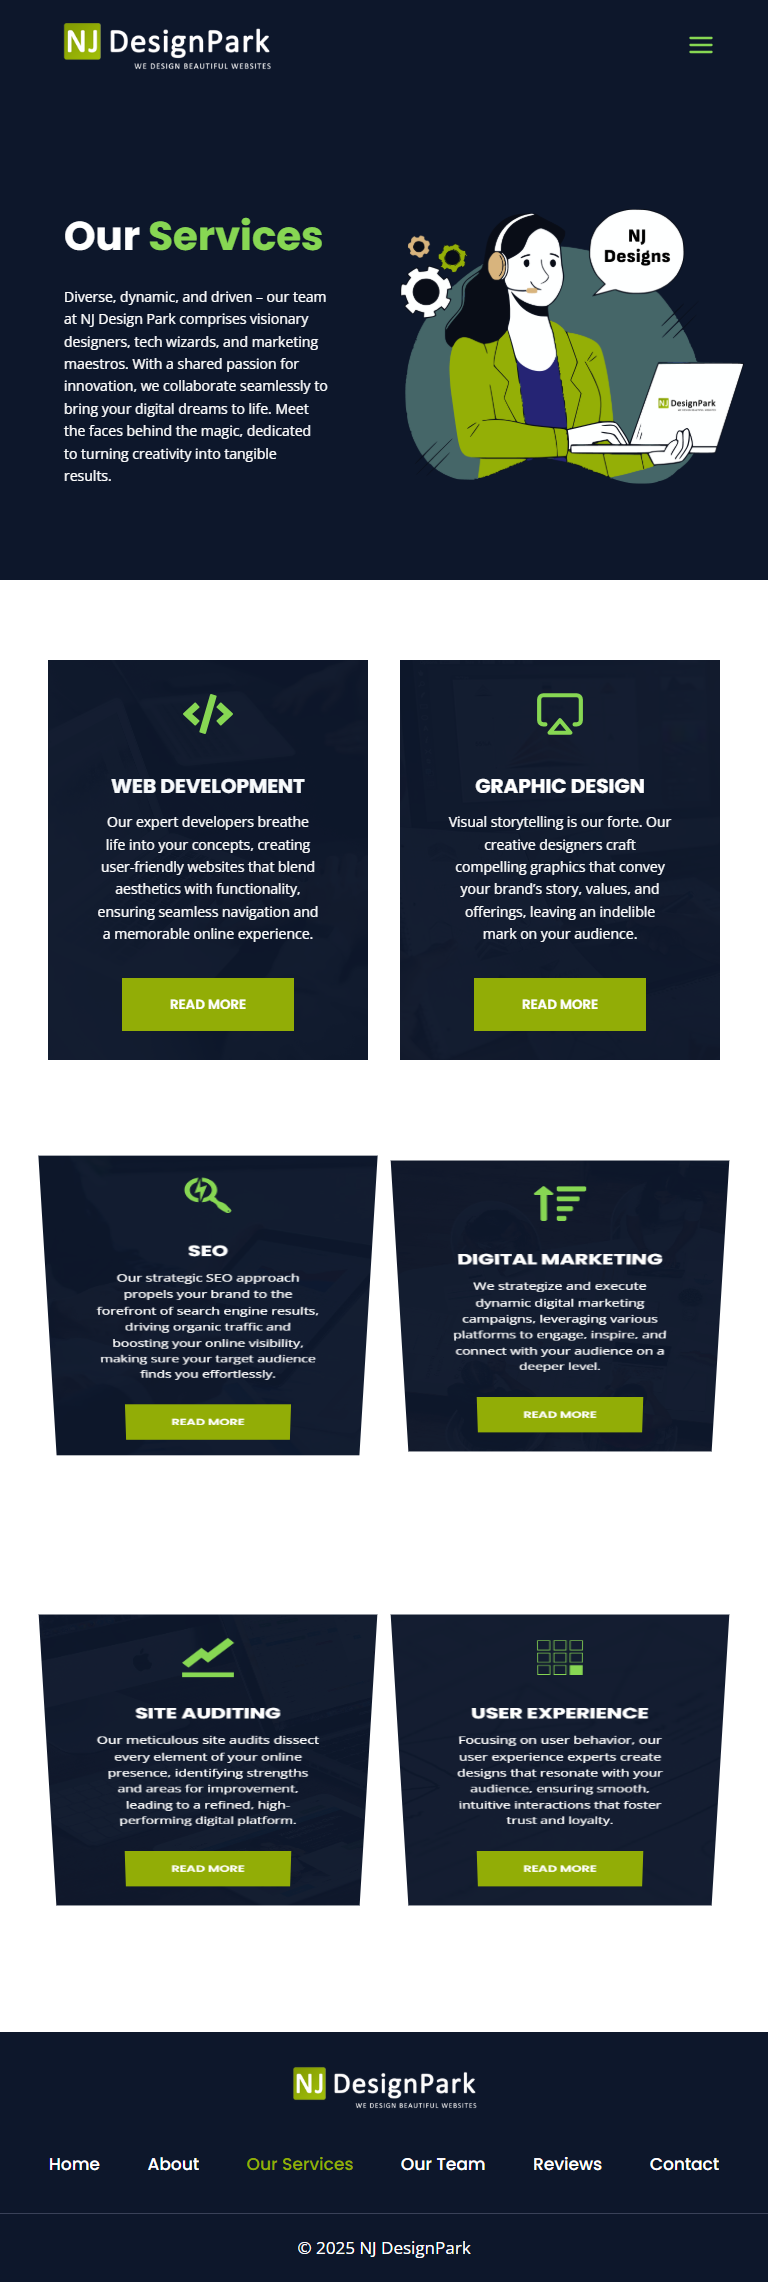 NJ DesignPark
WE DESIGN BEAUTIFUL WEBSITES
Our Services
Diverse, dynamic, and driven – our team
at NJ Design Park comprises visionary
designers, tech wizards, and marketing
maestros. With a shared passion for
innovation, we collaborate seamlessly to
bring your digital dreams to life. Meet
the faces behind the magic, dedicated
to turning creativity into tangible
results.
NJ
Designs
NJ DesignPark
WE DESIGN BEAUTIFUL WEBSITES
WEB DEVELOPMENT
Our expert developers breathe
life into your concepts, creating
user-friendly websites that blend
aesthetics with functionality,
ensuring seamless navigation and
a memorable online experience.
READ MORE
GRAPHIC DESIGN
Visual storytelling is our forte. Our
creative designers craft
compelling graphics that convey
your brand’s story, values, and
offerings, leaving an indelible
mark on your audience.
READ MORE
SEO
Our strategic SEO approach
propels your brand to the
forefront of search engine results,
driving organic traffic and
boosting your online visibility,
making sure your target audience
finds you effortlessly.
READ MORE
DIGITAL MARKETING
We strategize and execute
dynamic digital marketing
campaigns, leveraging various
platforms to engage, inspire, and
connect with your audience on a
deeper level.
READ MORE
SITE AUDITING
Our meticulous site audits dissect
every element of your online
presence, identifying strengths
and areas for improvement,
leading to a refined, high-
performing digital platform.
READ MORE
USER EXPERIENCE
Focusing on user behavior, our
user experience experts create
designs that resonate with your
audience, ensuring smooth,
intuitive interactions that foster
trust and loyalty.
READ MORE
NJ DesignPark
WE DESIGN BEAUTIFUL WEBSITES
Home About Our Services Our Team Reviews Contact
© 2025 NJ DesignPark